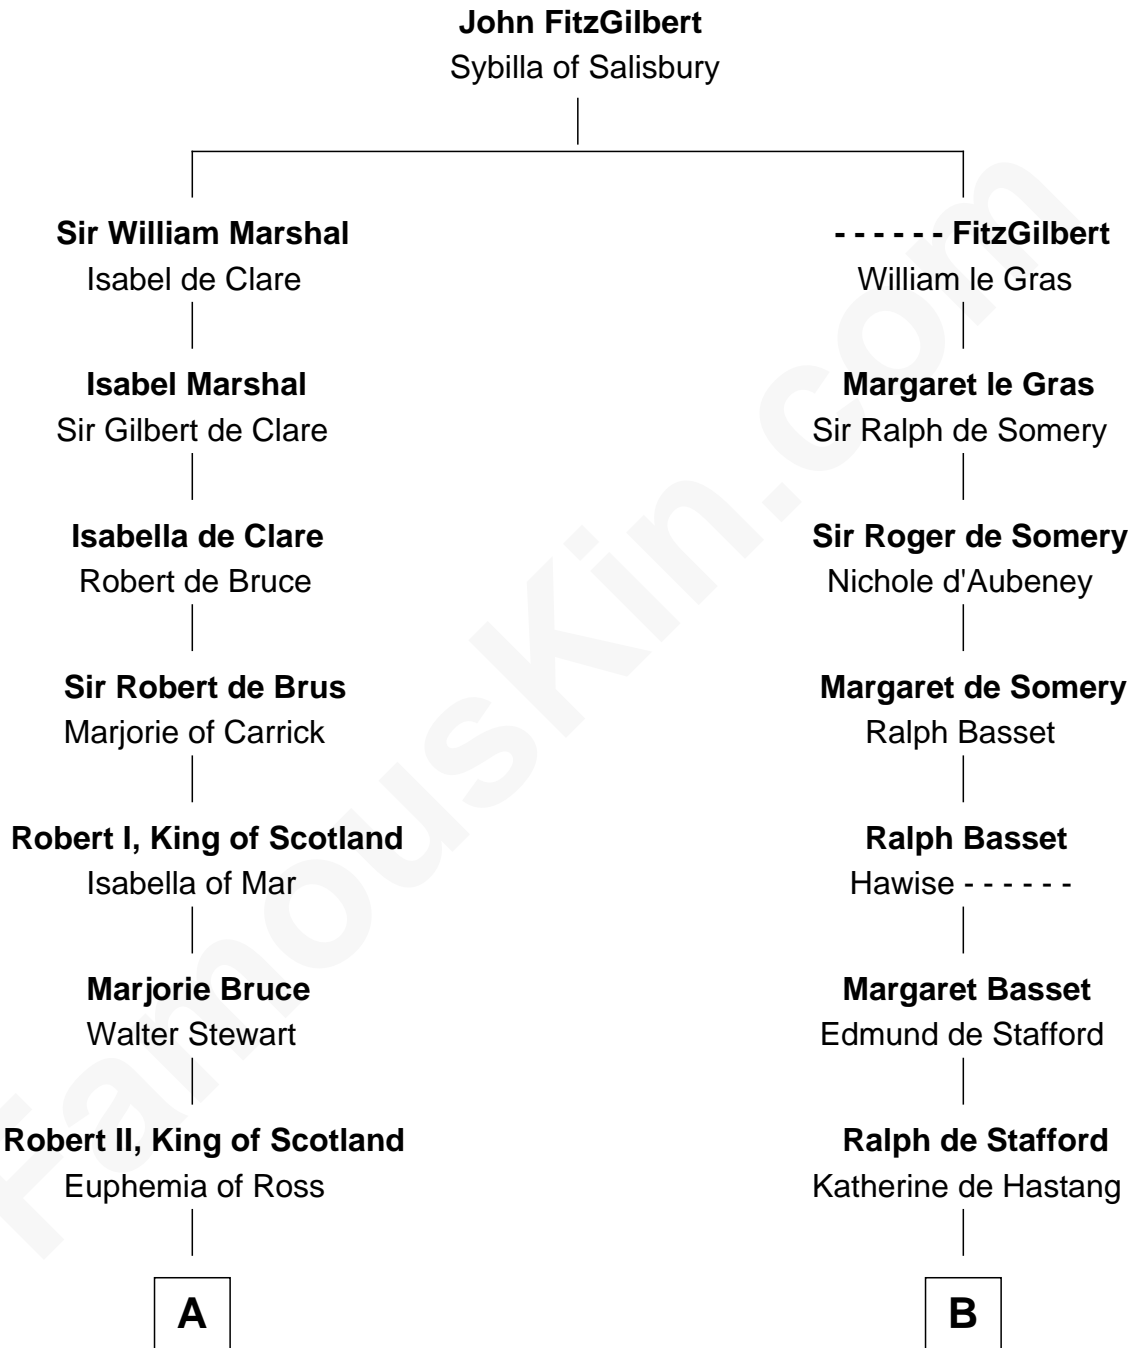 John FitzGilbert
Sybilla of Salisbury
Sir William Marshal
Isabel de Clare
- - - - - - FitzGilbert
William le Gras
Isabel Marshal
Sir Gilbert de Clare
Margaret le Gras
Sir Ralph de Somery
Isabella de Clare
Robert de Bruce
Sir Roger de Somery
Nichole d'Aubeney
Sir Robert de Brus
Marjorie of Carrick
Margaret de Somery
Ralph Basset
Robert I, King of Scotland
Isabella of Mar
Ralph Basset
Hawise - - - - - -
Marjorie Bruce
Walter Stewart
Margaret Basset
Edmund de Stafford
Robert II, King of Scotland
Euphemia of Ross
Ralph de Stafford
Katherine de Hastang
A
B
FamousKin.com